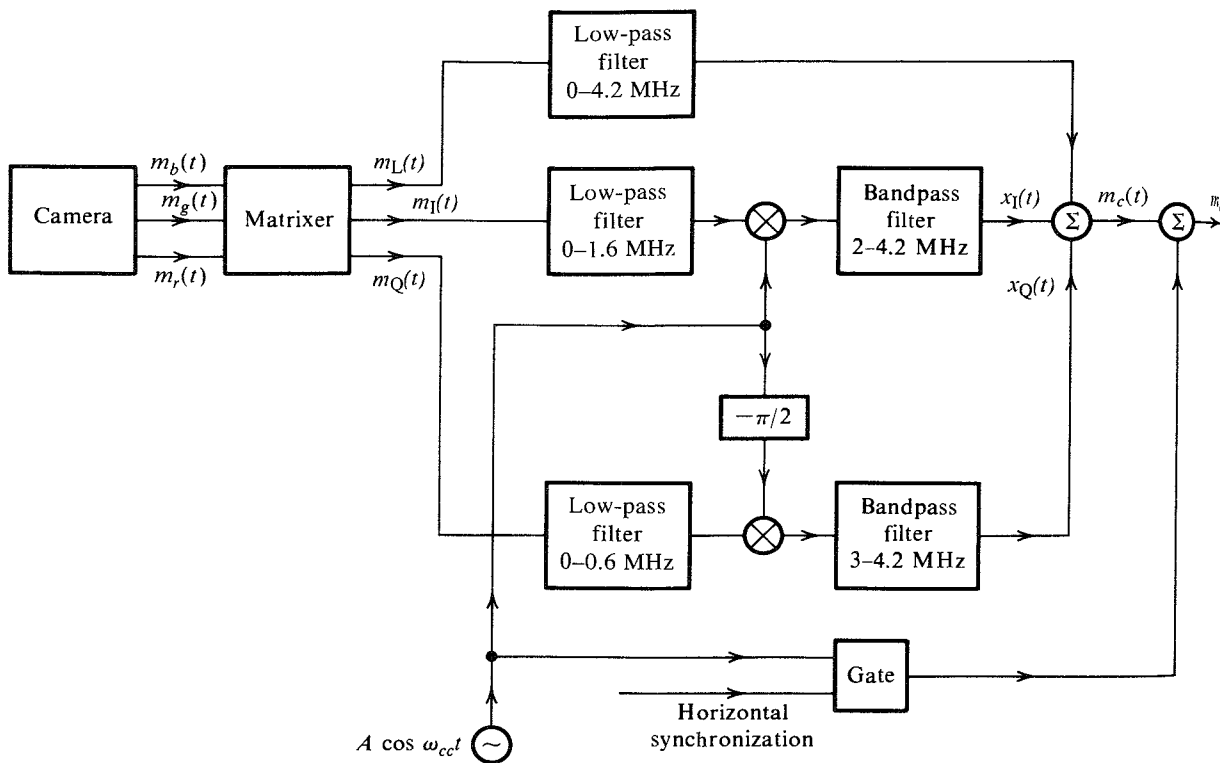 Low-pass
filter
0–4.2 MHz
Camera
m_b(t)
m_g(t)
m_r(t)
Matrixer
m_L(t)
m_I(t)
m_Q(t)
Low-pass
filter
0–1.6 MHz
Bandpass
filter
2–4.2 MHz
x_I(t)
Σ
m_c(t)
Σ
x_Q(t)
−π/2
Low-pass
filter
0–0.6 MHz
Bandpass
filter
3–4.2 MHz
Gate
Horizontal
synchronization
A cos ω_cc t
~